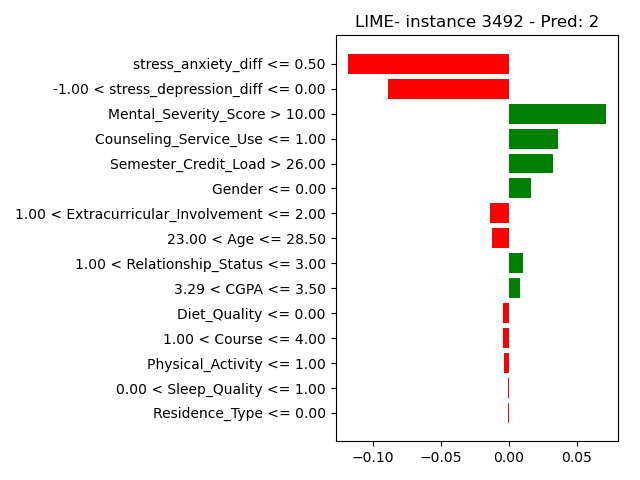 LIME- instance 3492 - Pred: 2
stress_anxiety_diff <= 0.50
-1.00 < stress_depression_diff <= 0.00
Mental_Severity_Score > 10.00
Counseling_Service_Use <= 1.00
Semester_Credit_Load > 26.00
Gender <= 0.00
1.00 < Extracurricular_Involvement <= 2.00
23.00 < Age <= 28.50
1.00 < Relationship_Status <= 3.00
3.29 < CGPA <= 3.50
Diet_Quality <= 0.00
1.00 < Course <= 4.00
Physical_Activity <= 1.00
0.00 < Sleep_Quality <= 1.00
Residence_Type <= 0.00
−0.10 −0.05 0.00 0.05